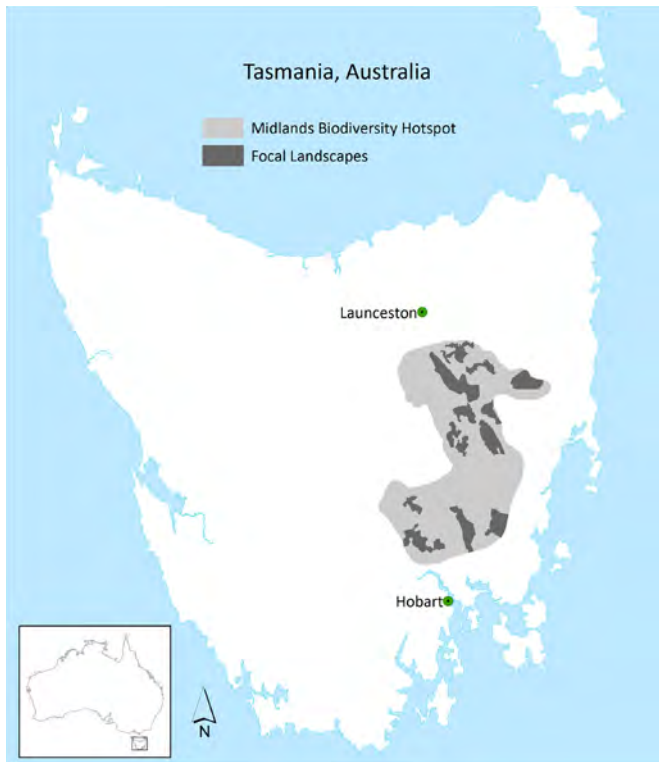 Tasmania, Australia
Midlands Biodiversity Hotspot
Focal Landscapes
Launceston
Hobart
N